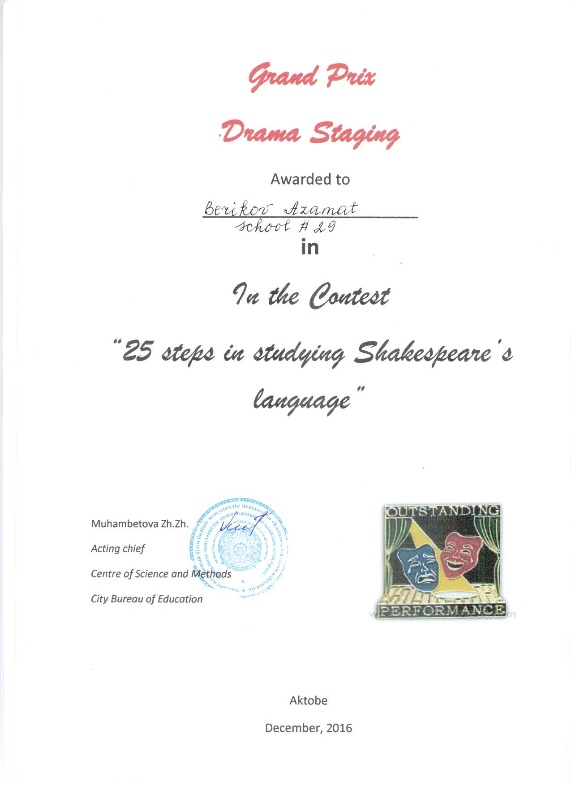 Grand Prix
Drama Staging
Awarded to
Berikov Azamat
school # 29
in
In the Contest
"25 steps in studying Shakespeare's
language"
Muhambetova Zh.Zh.
Acting chief
Centre of Science and Methods
City Bureau of Education
OUTSTANDING
PERFORMANCE
Aktobe
December, 2016